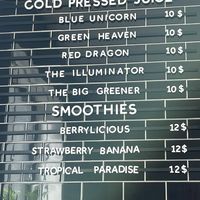 COLD PRESSED JUICE
BLUE UNICORN 10$
GREEN HEAVEN 10$
RED DRAGON 10$
THE ILLUMINATOR 10$
THE BIG GREENER 10$
SMOOTHIES
BERRYLICIOUS 12$
STRAWBERRY BANANA 12$
TROPICAL PARADISE 12$